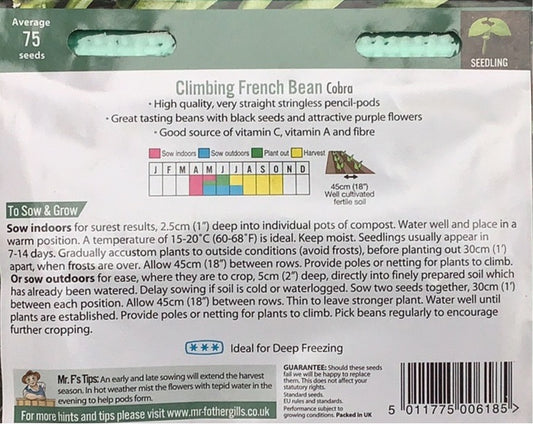 Average
75
seeds
SEEDLING
Climbing French Bean Cobra
• High quality, very straight stringless pencil-pods
• Great tasting beans with black seeds and attractive purple flowers
• Good source of vitamin C, vitamin A and fibre
Sow indoors Sow outdoors Plant out Harvest
J F M A M J J A S O N D
45cm (18")
Well cultivated
fertile soil
To Sow & Grow
Sow indoors for surest results, 2.5cm (1") deep into individual pots of compost. Water well and place in a
warm position. A temperature of 15-20˚C (60-68˚F) is ideal. Keep moist. Seedlings usually appear in
7-14 days. Gradually accustom plants to outside conditions (avoid frosts), before planting out 30cm (1')
apart, when frosts are over. Allow 45cm (18") between rows. Provide poles or netting for plants to climb.
Or sow outdoors for ease, where they are to crop, 5cm (2") deep, directly into finely prepared soil which
has already been watered. Delay sowing if soil is cold or waterlogged. Sow two seeds together, 30cm (1')
between each position. Allow 45cm (18") between rows. Thin to leave stronger plant. Water well until
plants are established. Provide poles or netting for plants to climb. Pick beans regularly to encourage
further cropping.
Ideal for Deep Freezing
Mr. F's Tips: An early and late sowing will extend the harvest
season. In hot weather mist the flowers with tepid water in the
evening to help pods form.
For more hints and tips please visit www.mr-fothergills.co.uk
GUARANTEE: Should these seeds
fail we will be happy to replace
them. This does not affect your
statutory rights.
Standard seeds.
EU rules and standards.
Performance subject to
growing conditions. Packed in UK
5 011775 006185 >